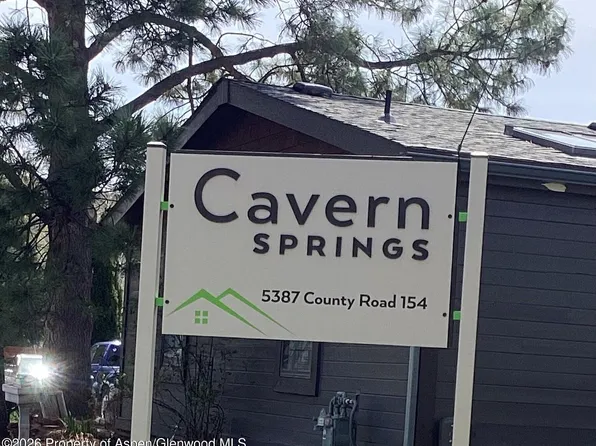 Cavern
SPRINGS
5387 County Road 154
©2026 Property of Aspen/Glenwood MLS